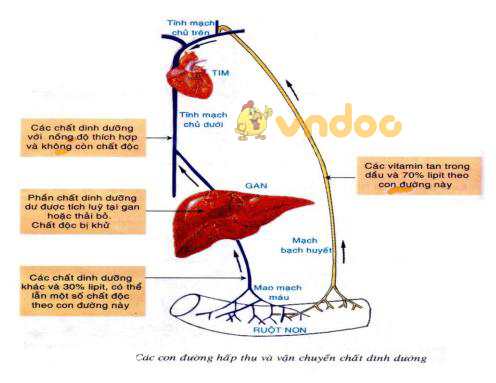 Tĩnh mạch
chủ trên
TIM
Tĩnh mạch
chủ dưới
vndoc
Các chất dinh dưỡng
với nồng độ thích hợp
và không còn chất độc
Các vitamin tan trong
dầu và 70% lipit theo
con đường này
GAN
Phần chất dinh dưỡng
dư được tích luỹ tại gan
hoặc thải bỏ.
Chất độc bị khử
Mạch
bạch huyết
Các chất dinh dưỡng
khác và 30% lipit, có thể
lẫn một số chất độc
theo con đường này
Mao mạch
máu
RUỘT NON
Các con đường hấp thụ và vận chuyển chất dinh dưỡng